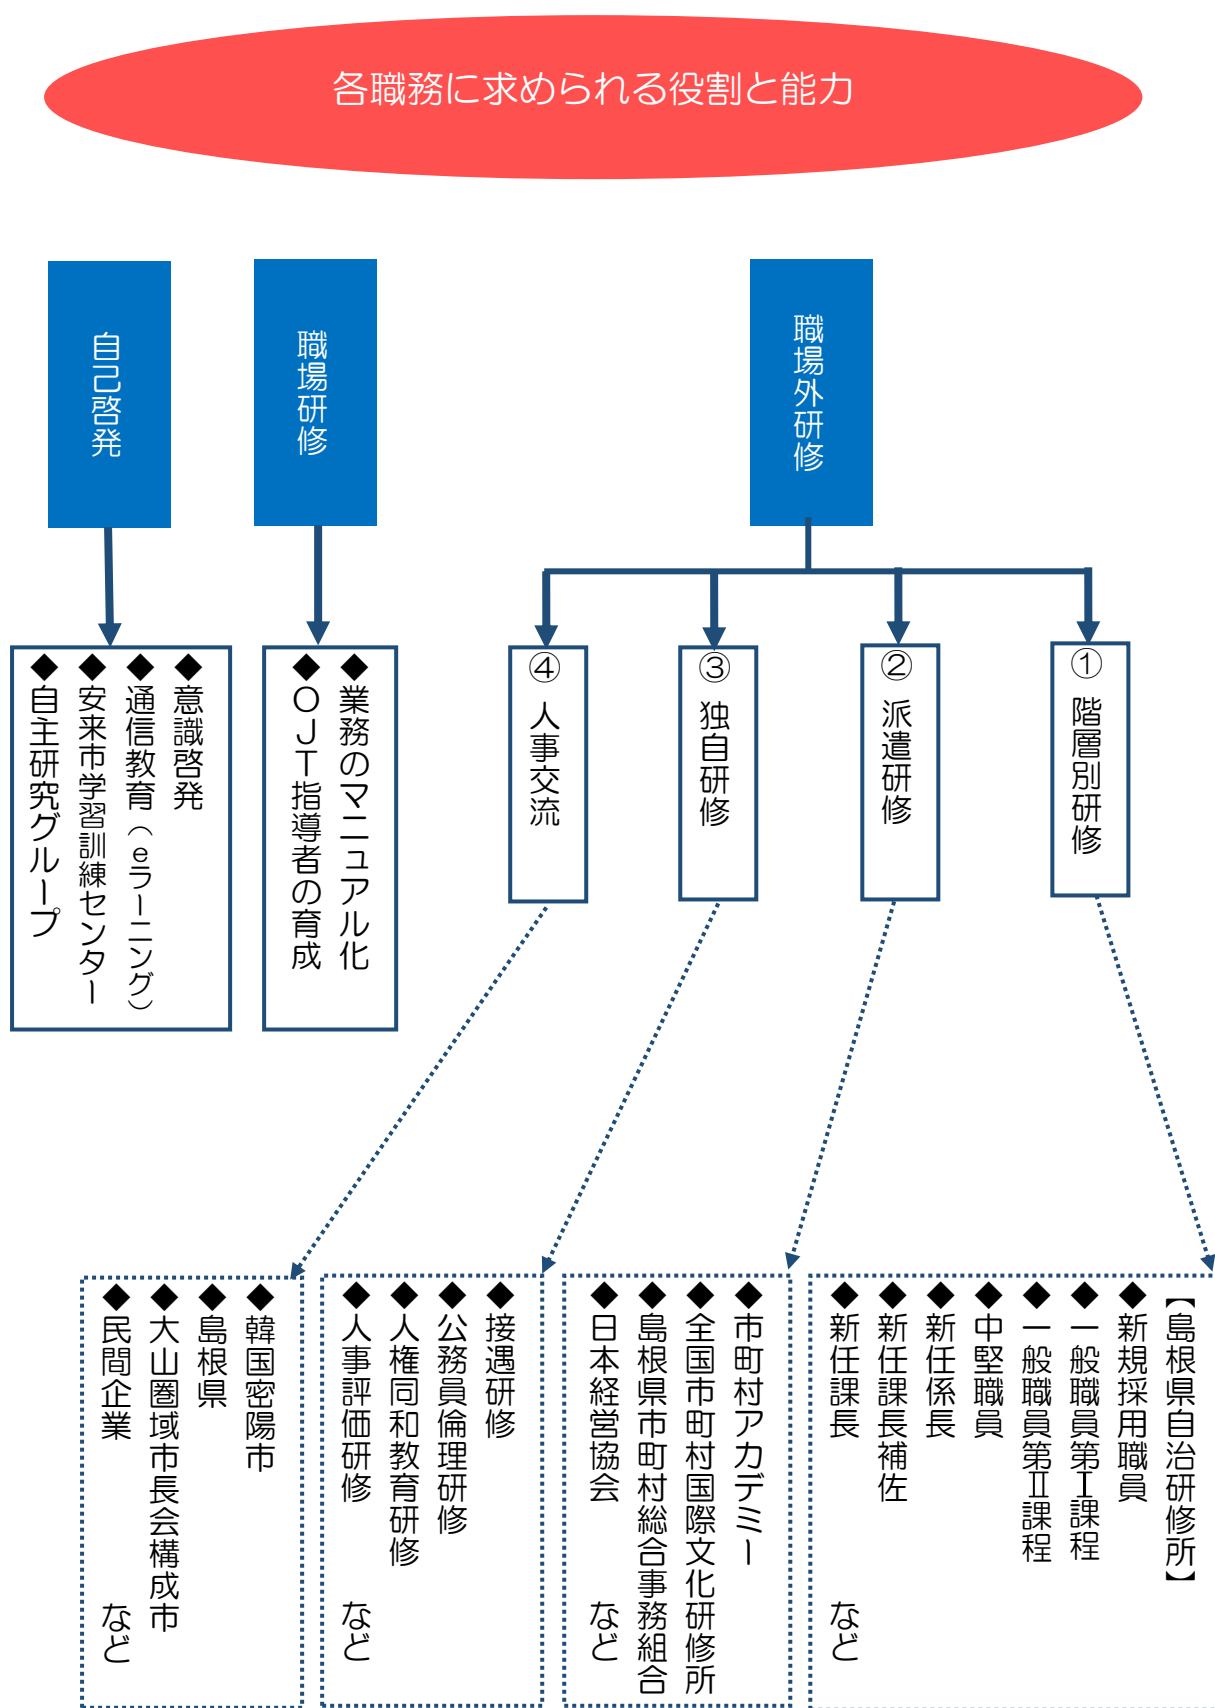 各職務に求められる役割と能力
職場外研修
職場研修
自己啓発
① 階層別研修
② 派遣研修
③ 独自研修
④ 人事交流
◆業務のマニュアル化
◆ＯＪＴ指導者の育成
◆意識啓発
◆通信教育（eラーニング）
◆安来市学習訓練センター
◆自主研究グループ
【島根県自治研修所】
◆新規採用職員
◆一般職員第Ⅰ課程
◆一般職員第Ⅱ課程
◆中堅職員
◆新任係長
◆新任課長補佐
◆新任課長 など
◆市町村アカデミー
◆全国市町村国際文化研修所
◆島根県市町村総合事務組合
◆日本経営協会 など
◆接遇研修
◆公務員倫理研修
◆人権同和教育研修
◆人事評価研修 など
◆韓国密陽市
◆島根県
◆大山圏域市長会構成市
◆民間企業 など